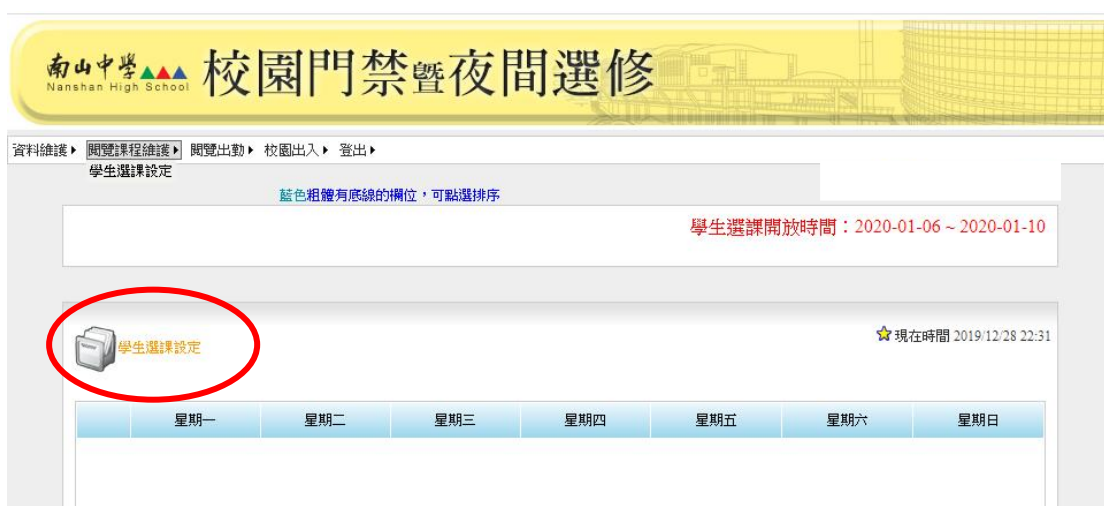 南山中學 校園門禁暨夜間選修
Nanshan High School
資料維護 閱覽課程維護 閱覽出勤 校園出入 登出
學生選課設定
藍色粗體有底線的欄位，可點選排序
學生選課開放時間：2020-01-06 ~ 2020-01-10
學生選課設定
現在時間 2019/12/28 22:31
星期一 星期二 星期三 星期四 星期五 星期六 星期日